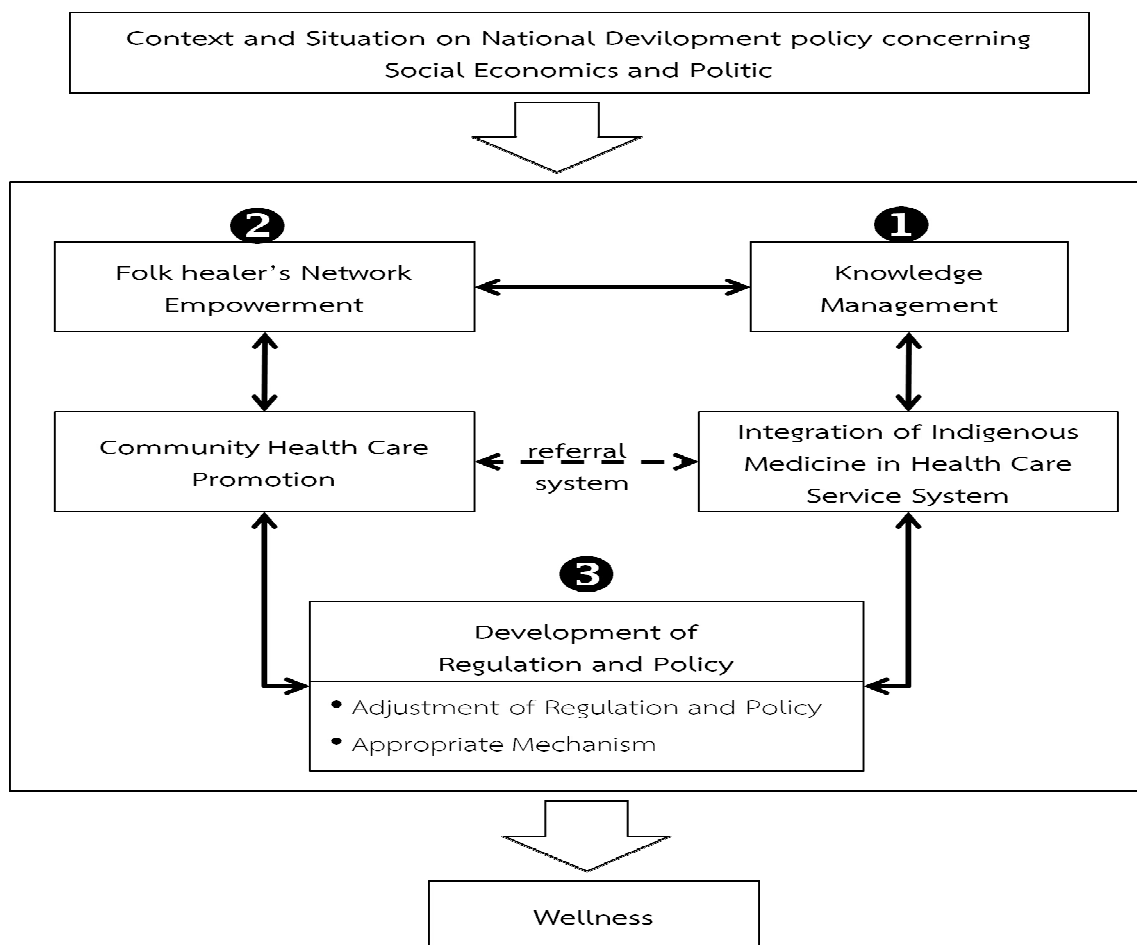 Context and Situation on National Devilopment policy concerning
Social Economics and Politic
2
1
Folk healer's Network
Empowerment
Knowledge
Management
Community Health Care
Promotion
referral
system
Integration of Indigenous
Medicine in Health Care
Service System
3
Development of
Regulation and Policy
• Adjustment of Regulation and Policy
• Appropriate Mechanism
Wellness